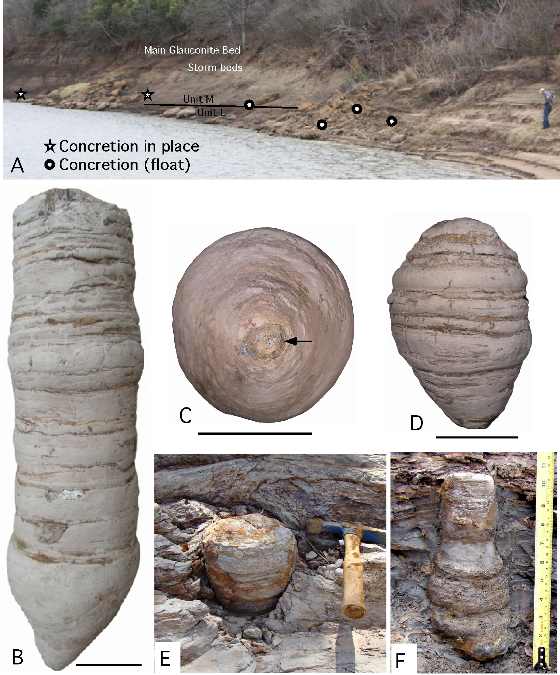 Main Glauconite Bed
Storm beds
Unit M
Unit L
Concretion in place
Concretion (float)
A
B
C
D
E
F